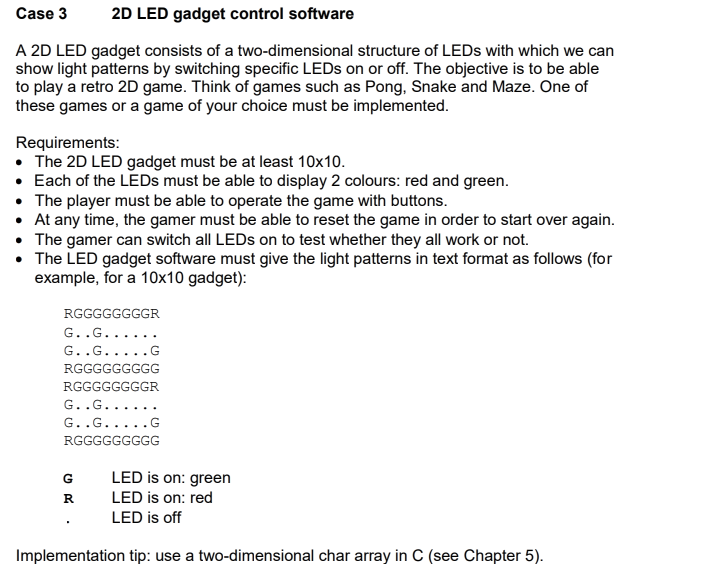 Case 3 2D LED gadget control software
A 2D LED gadget consists of a two-dimensional structure of LEDs with which we can
show light patterns by switching specific LEDs on or off. The objective is to be able
to play a retro 2D game. Think of games such as Pong, Snake and Maze. One of
these games or a game of your choice must be implemented.
Requirements:
• The 2D LED gadget must be at least 10x10.
• Each of the LEDs must be able to display 2 colours: red and green.
• The player must be able to operate the game with buttons.
• At any time, the gamer must be able to reset the game in order to start over again.
• The gamer can switch all LEDs on to test whether they all work or not.
• The LED gadget software must give the light patterns in text format as follows (for
example, for a 10x10 gadget):
RGGGGGGGGR
G..G......
G..G.....G
RGGGGGGGGG
RGGGGGGGGR
G..G......
G..G.....G
RGGGGGGGGG
G LED is on: green
R LED is on: red
. LED is off
Implementation tip: use a two-dimensional char array in C (see Chapter 5).